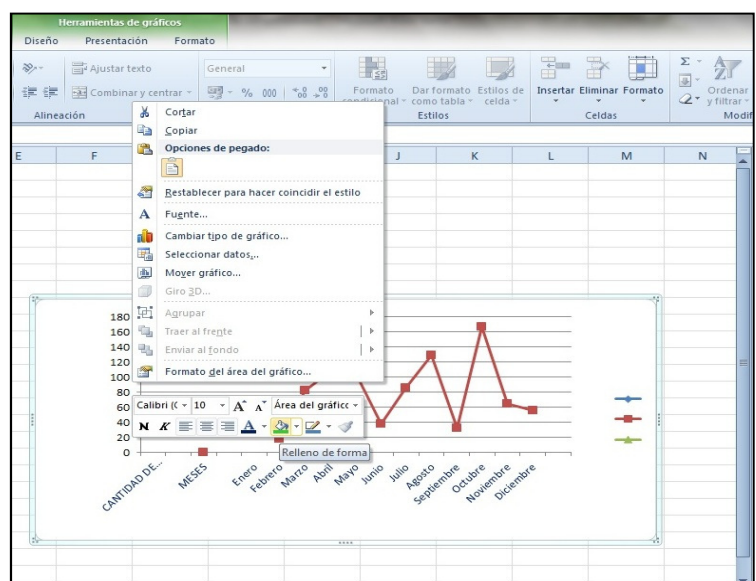 Herramientas de gráficos
Diseño Presentación Formato
Ajustar texto
General
Combinar y centrar
% 000
Formato condicional
Dar formato como tabla
Estilos de celda
Insertar Eliminar Formato
Σ
Ordenar y filtrar
Alineación
Estilos
Celdas
Modif
E F J K L M N
Cortar
Copiar
Opciones de pegado:
Restablecer para hacer coincidir el estilo
Fuente...
Cambiar tipo de gráfico...
Seleccionar datos...
Mover gráfico...
Giro 3D...
Agrupar
Traer al frente
Enviar al fondo
Formato del área del gráfico...
Calibri (C 10 A A Área del gráfico
N K A
Relleno de forma
180
160
140
120
100
80
60
40
20
0
CANTIDAD DE...
MESES
Enero
Febrero
Marzo
Abril
Mayo
Junio
Julio
Agosto
Septiembre
Octubre
Noviembre
Diciembre